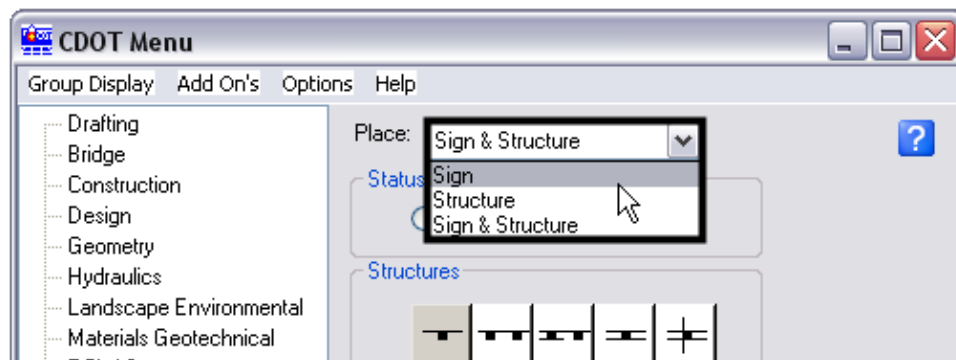 CDOT Menu
Group Display Add On's Options Help
Drafting
Bridge
Construction
Design
Geometry
Hydraulics
Landscape Environmental
Materials Geotechnical
Place: Sign & Structure
Sign
Structure
Sign & Structure
Status
Structures